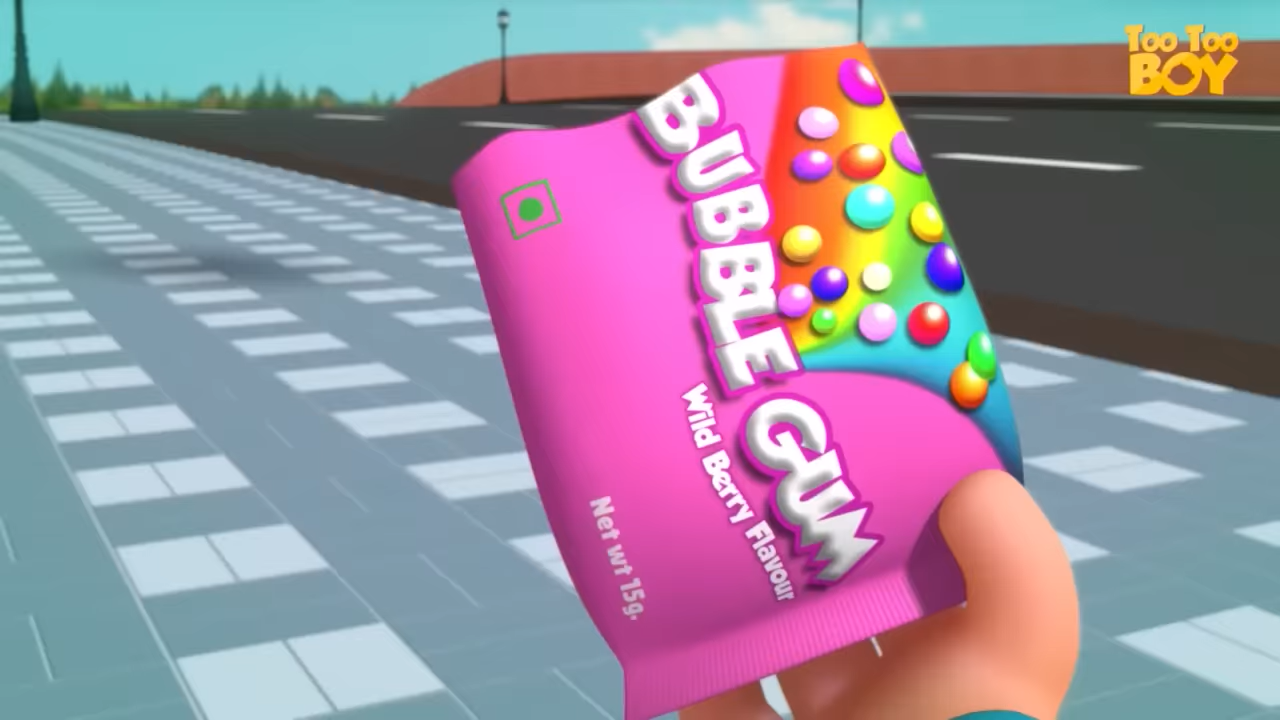 Too Too
BOY
BUBBLE GUM
Wild Berry Flavour
Net wt 15g.